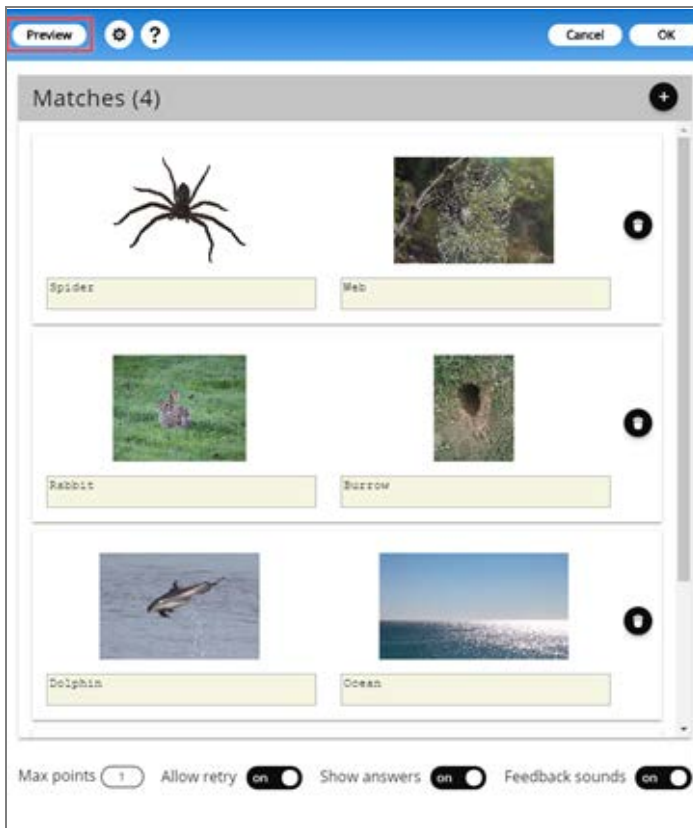 Preview ? Cancel OK
Matches (4) +
Spider Web
Rabbit Burrow
Dolphin Ocean
Max points 1 Allow retry on Show answers on Feedback sounds on